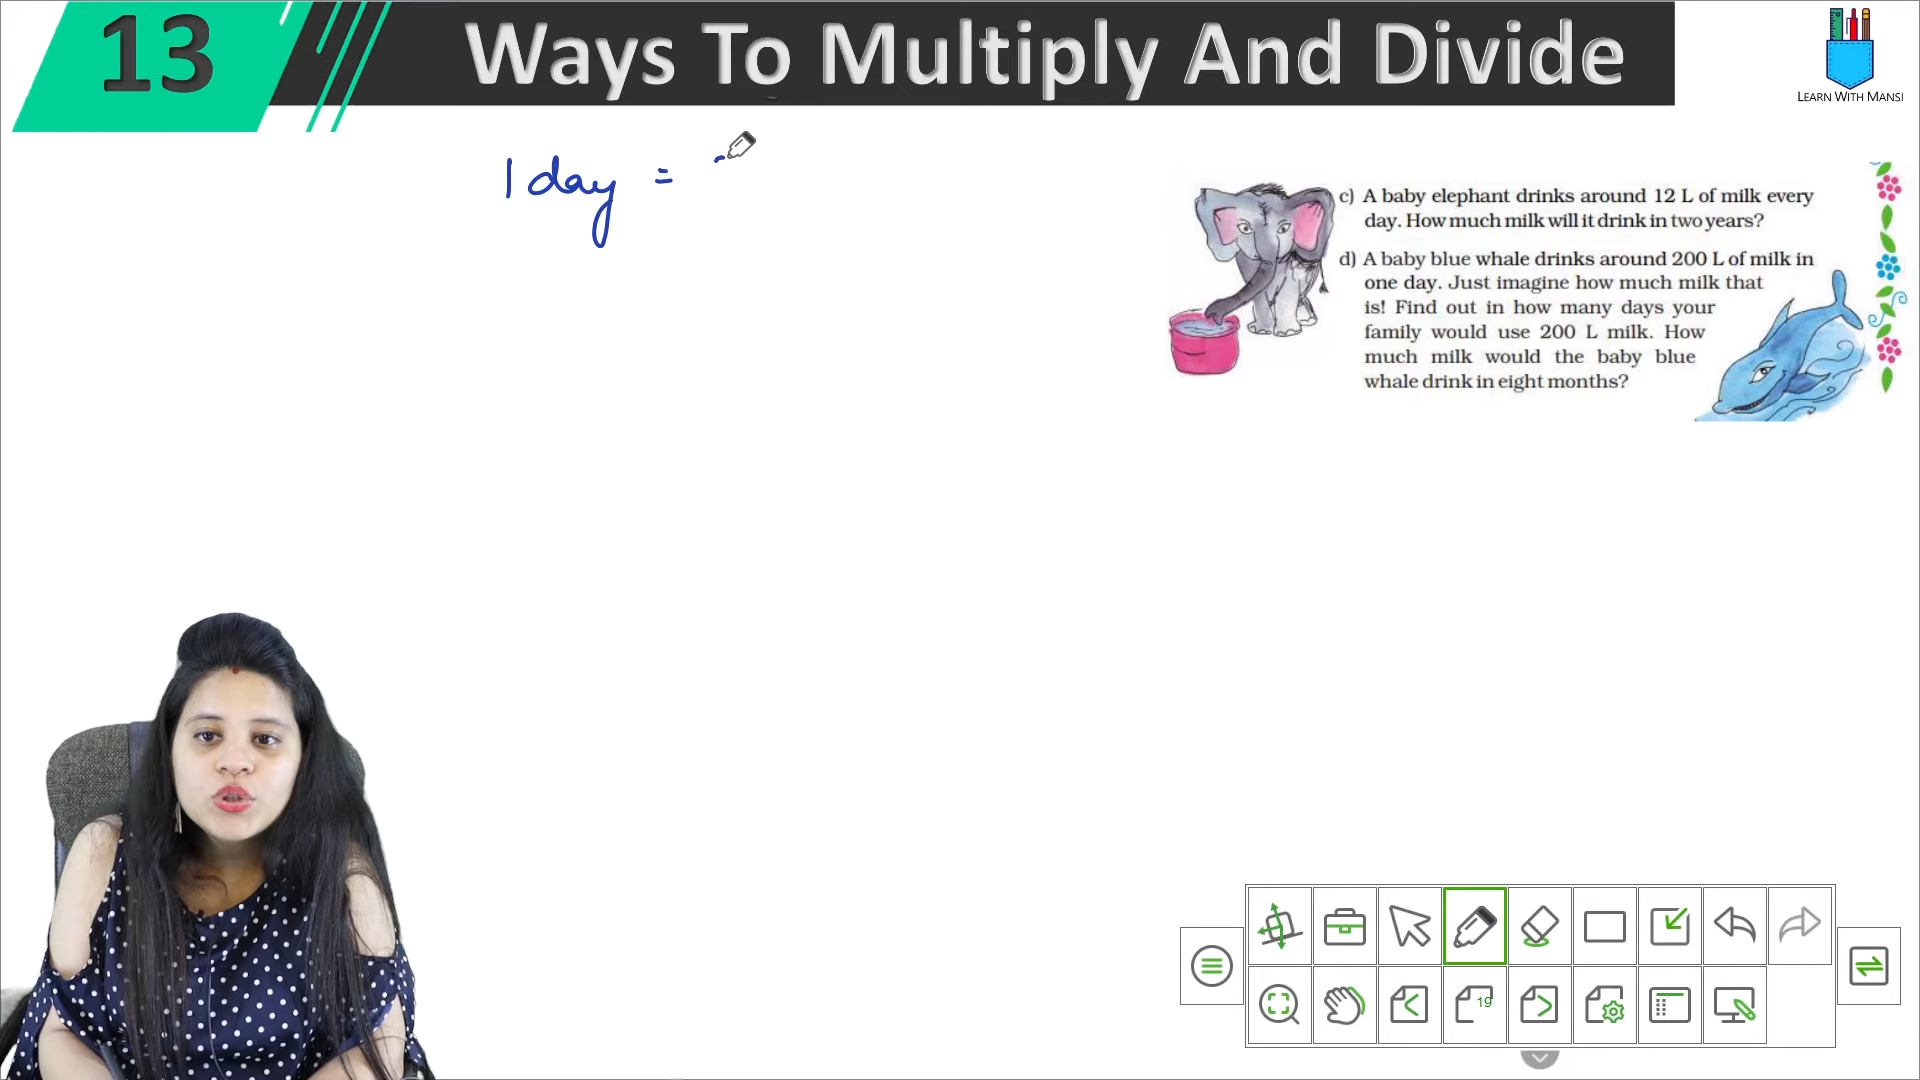 13
Ways To Multiply And Divide
LEARN WITH MANSI
1 day =
c) A baby elephant drinks around 12 L of milk every
day. How much milk will it drink in two years?
d) A baby blue whale drinks around 200 L of milk in
one day. Just imagine how much milk that
is! Find out in how many days your
family would use 200 L milk. How
much milk would the baby blue
whale drink in eight months?
19